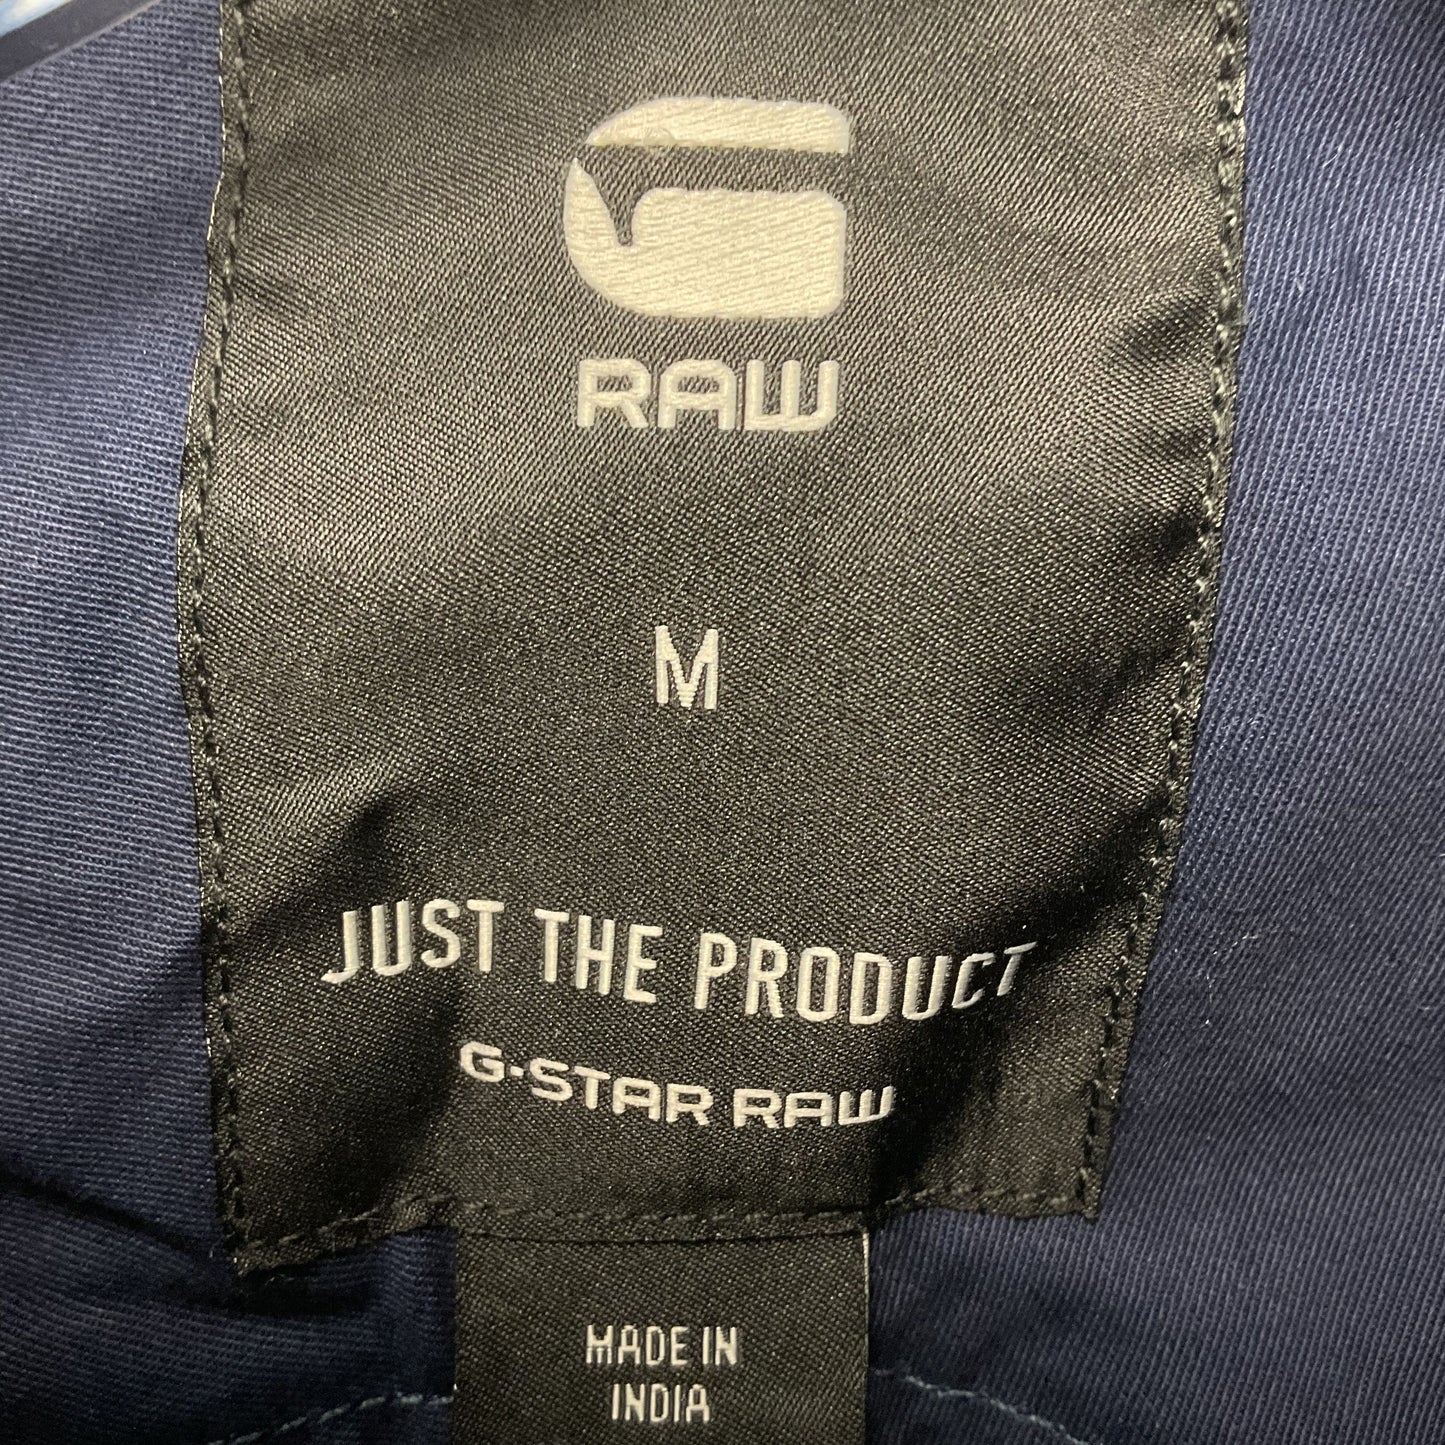 G
RAW
M
JUST THE PRODUCT
G-STAR RAW
MADE IN
INDIA